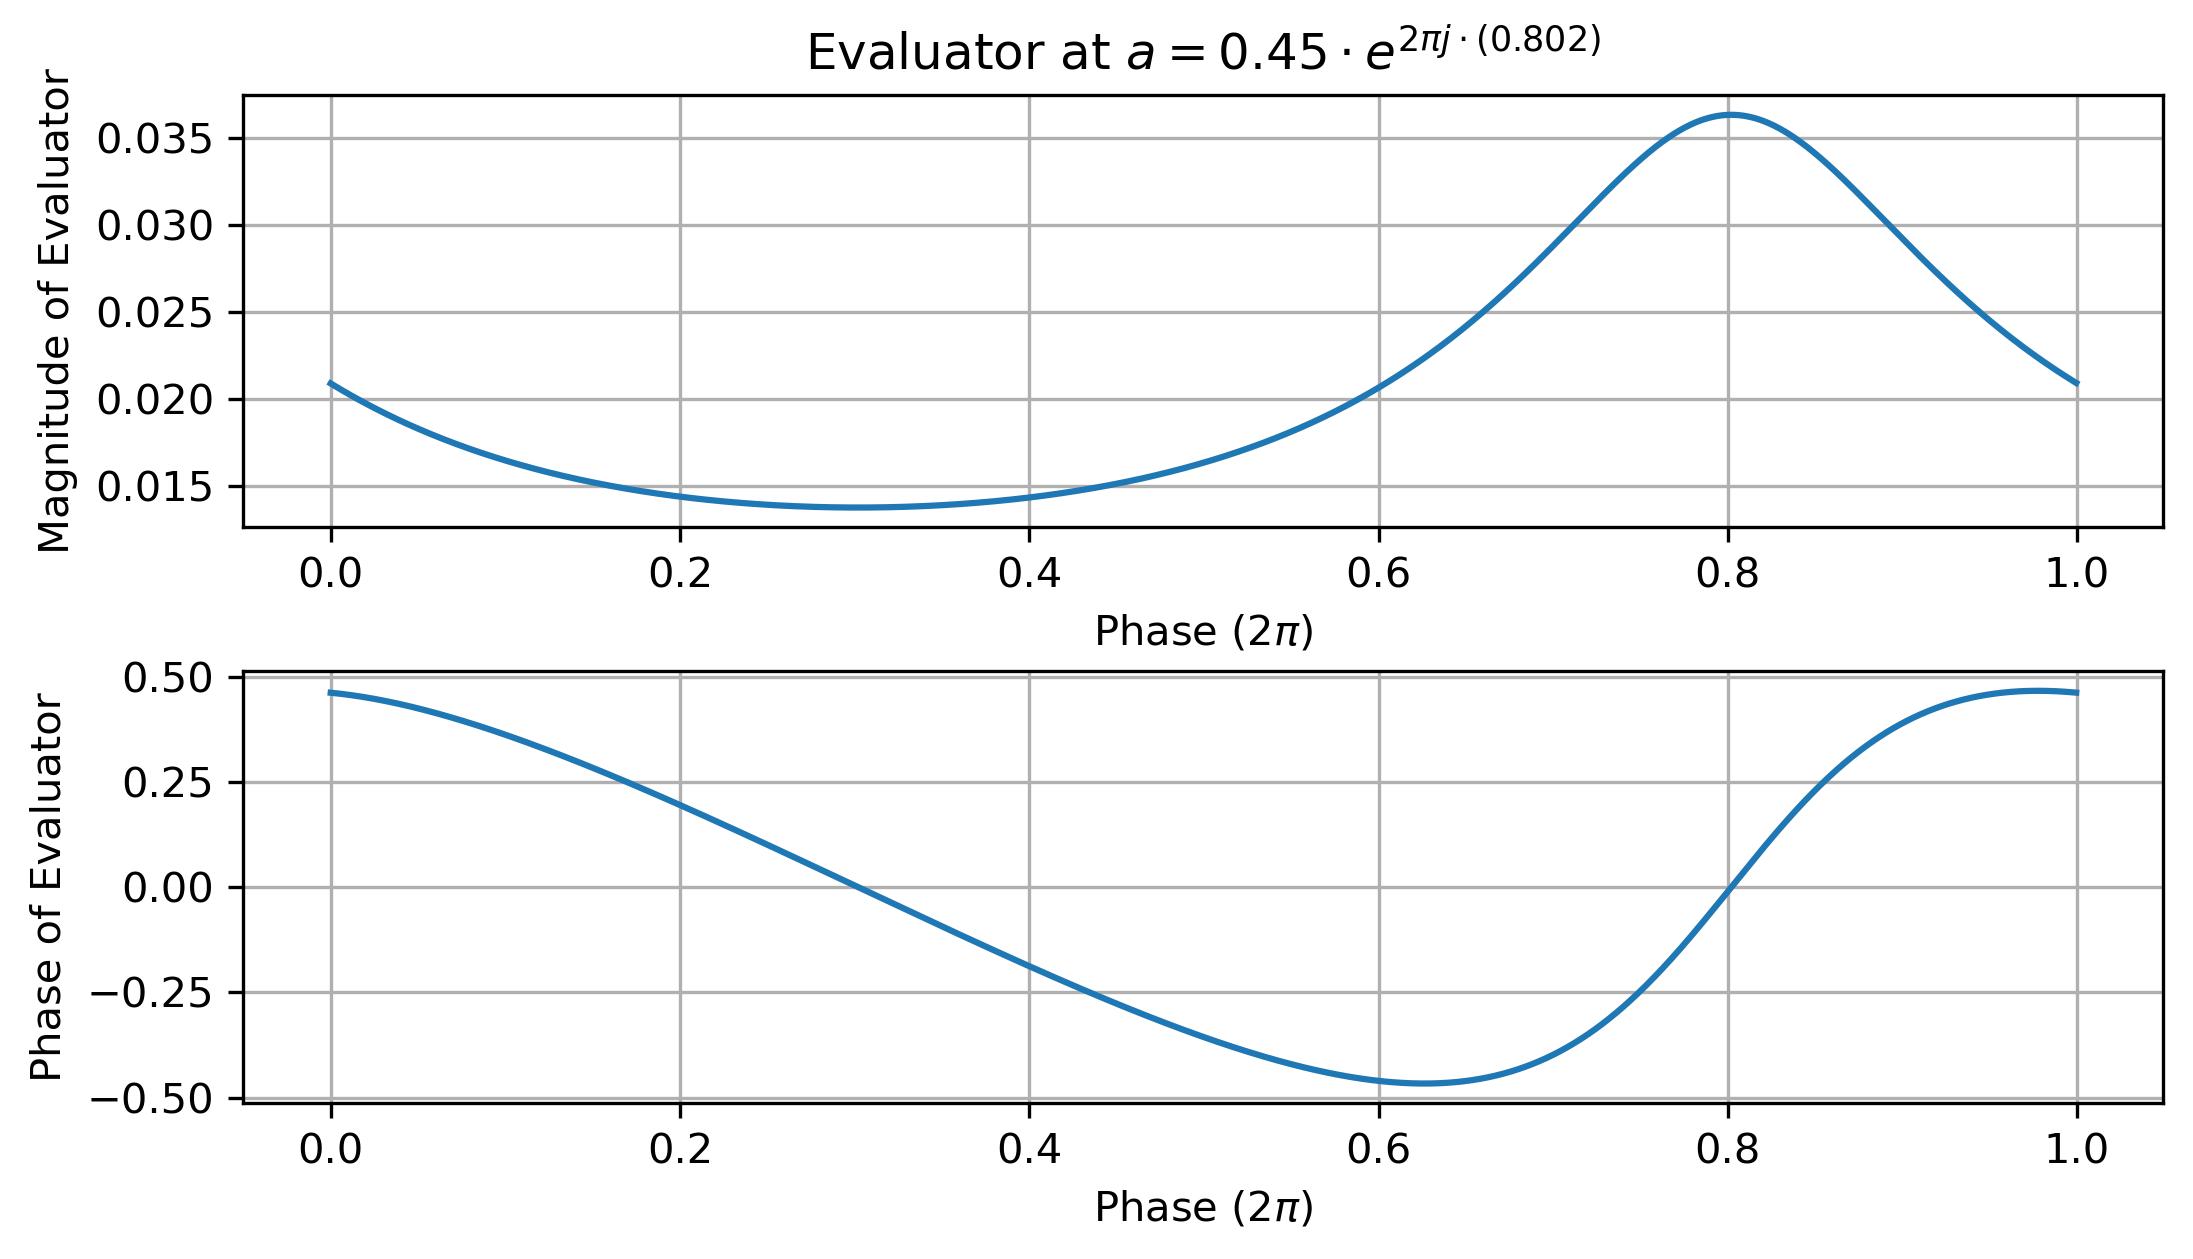 Evaluator at a = 0.45 · e^{2πj · (0.802)}
Magnitude of Evaluator
0.035
0.030
0.025
0.020
0.015
0.0 0.2 0.4 0.6 0.8 1.0
Phase (2π)
Phase of Evaluator
0.50
0.25
0.00
−0.25
−0.50
0.0 0.2 0.4 0.6 0.8 1.0
Phase (2π)